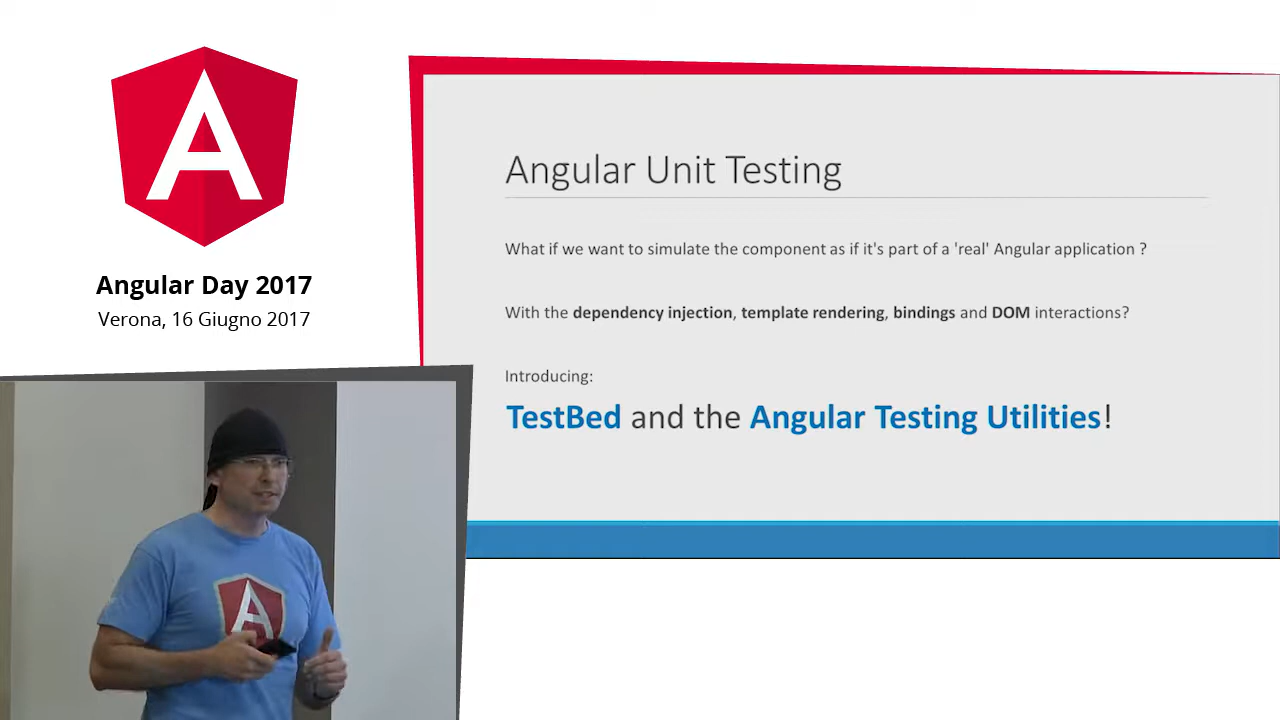 Angular Day 2017
Verona, 16 Giugno 2017
Angular Unit Testing
What if we want to simulate the component as if it's part of a 'real' Angular application ?
With the dependency injection, template rendering, bindings and DOM interactions?
Introducing:
TestBed and the Angular Testing Utilities!